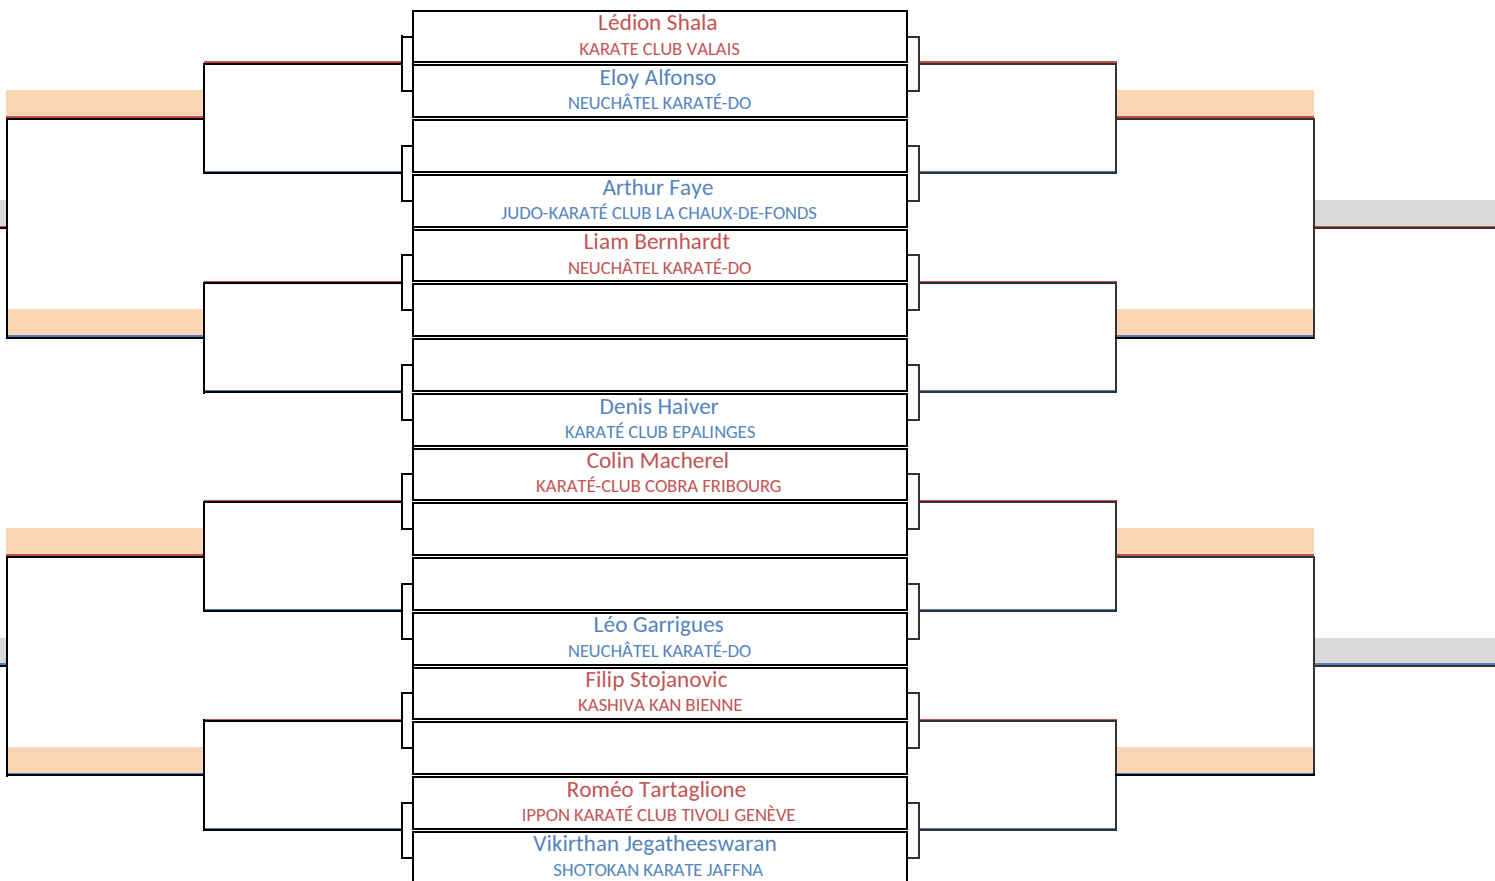 Lédion Shala
KARATE CLUB VALAIS
Eloy Alfonso
NEUCHÂTEL KARATÉ-DO
Arthur Faye
JUDO-KARATÉ CLUB LA CHAUX-DE-FONDS
Liam Bernhardt
NEUCHÂTEL KARATÉ-DO
Denis Haiver
KARATÉ CLUB EPALINGES
Colin Macherel
KARATÉ-CLUB COBRA FRIBOURG
Léo Garrigues
NEUCHÂTEL KARATÉ-DO
Filip Stojanovic
KASHIVA KAN BIENNE
Roméo Tartaglione
IPPON KARATÉ CLUB TIVOLI GENÈVE
Vikirthan Jegatheeswaran
SHOTOKAN KARATE JAFFNA